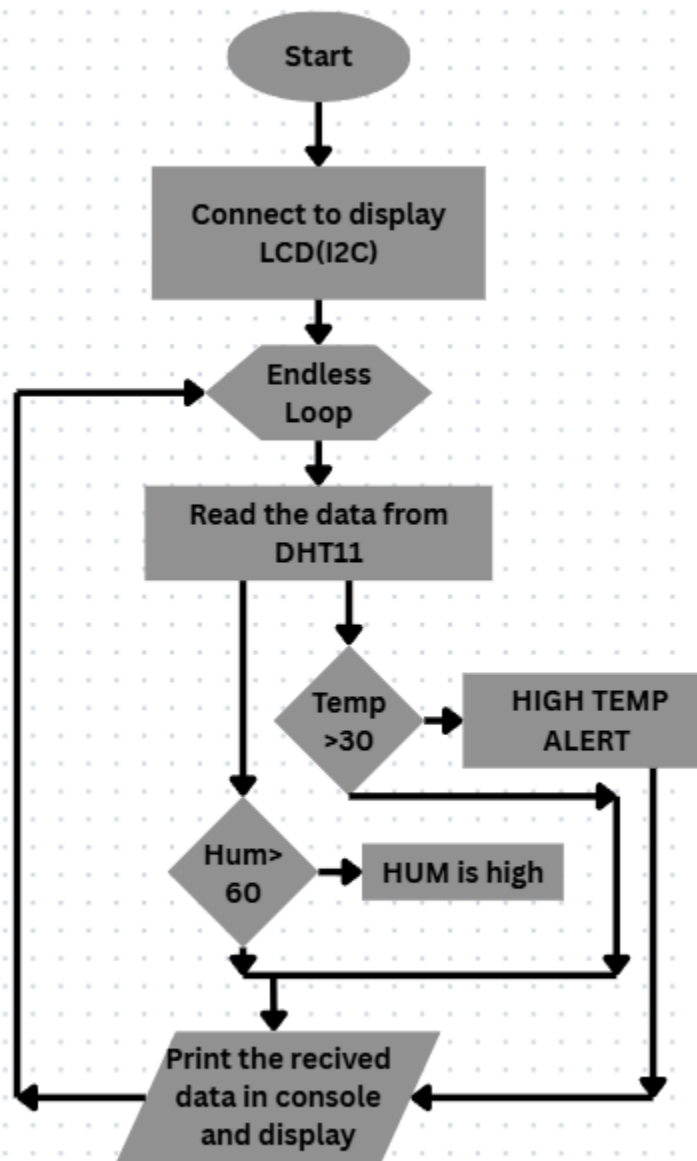 Start
Connect to display
LCD(I2C)
Endless
Loop
Read the data from
DHT11
Temp
>30
HIGH TEMP
ALERT
Hum>
60
HUM is high
Print the recived
data in console
and display